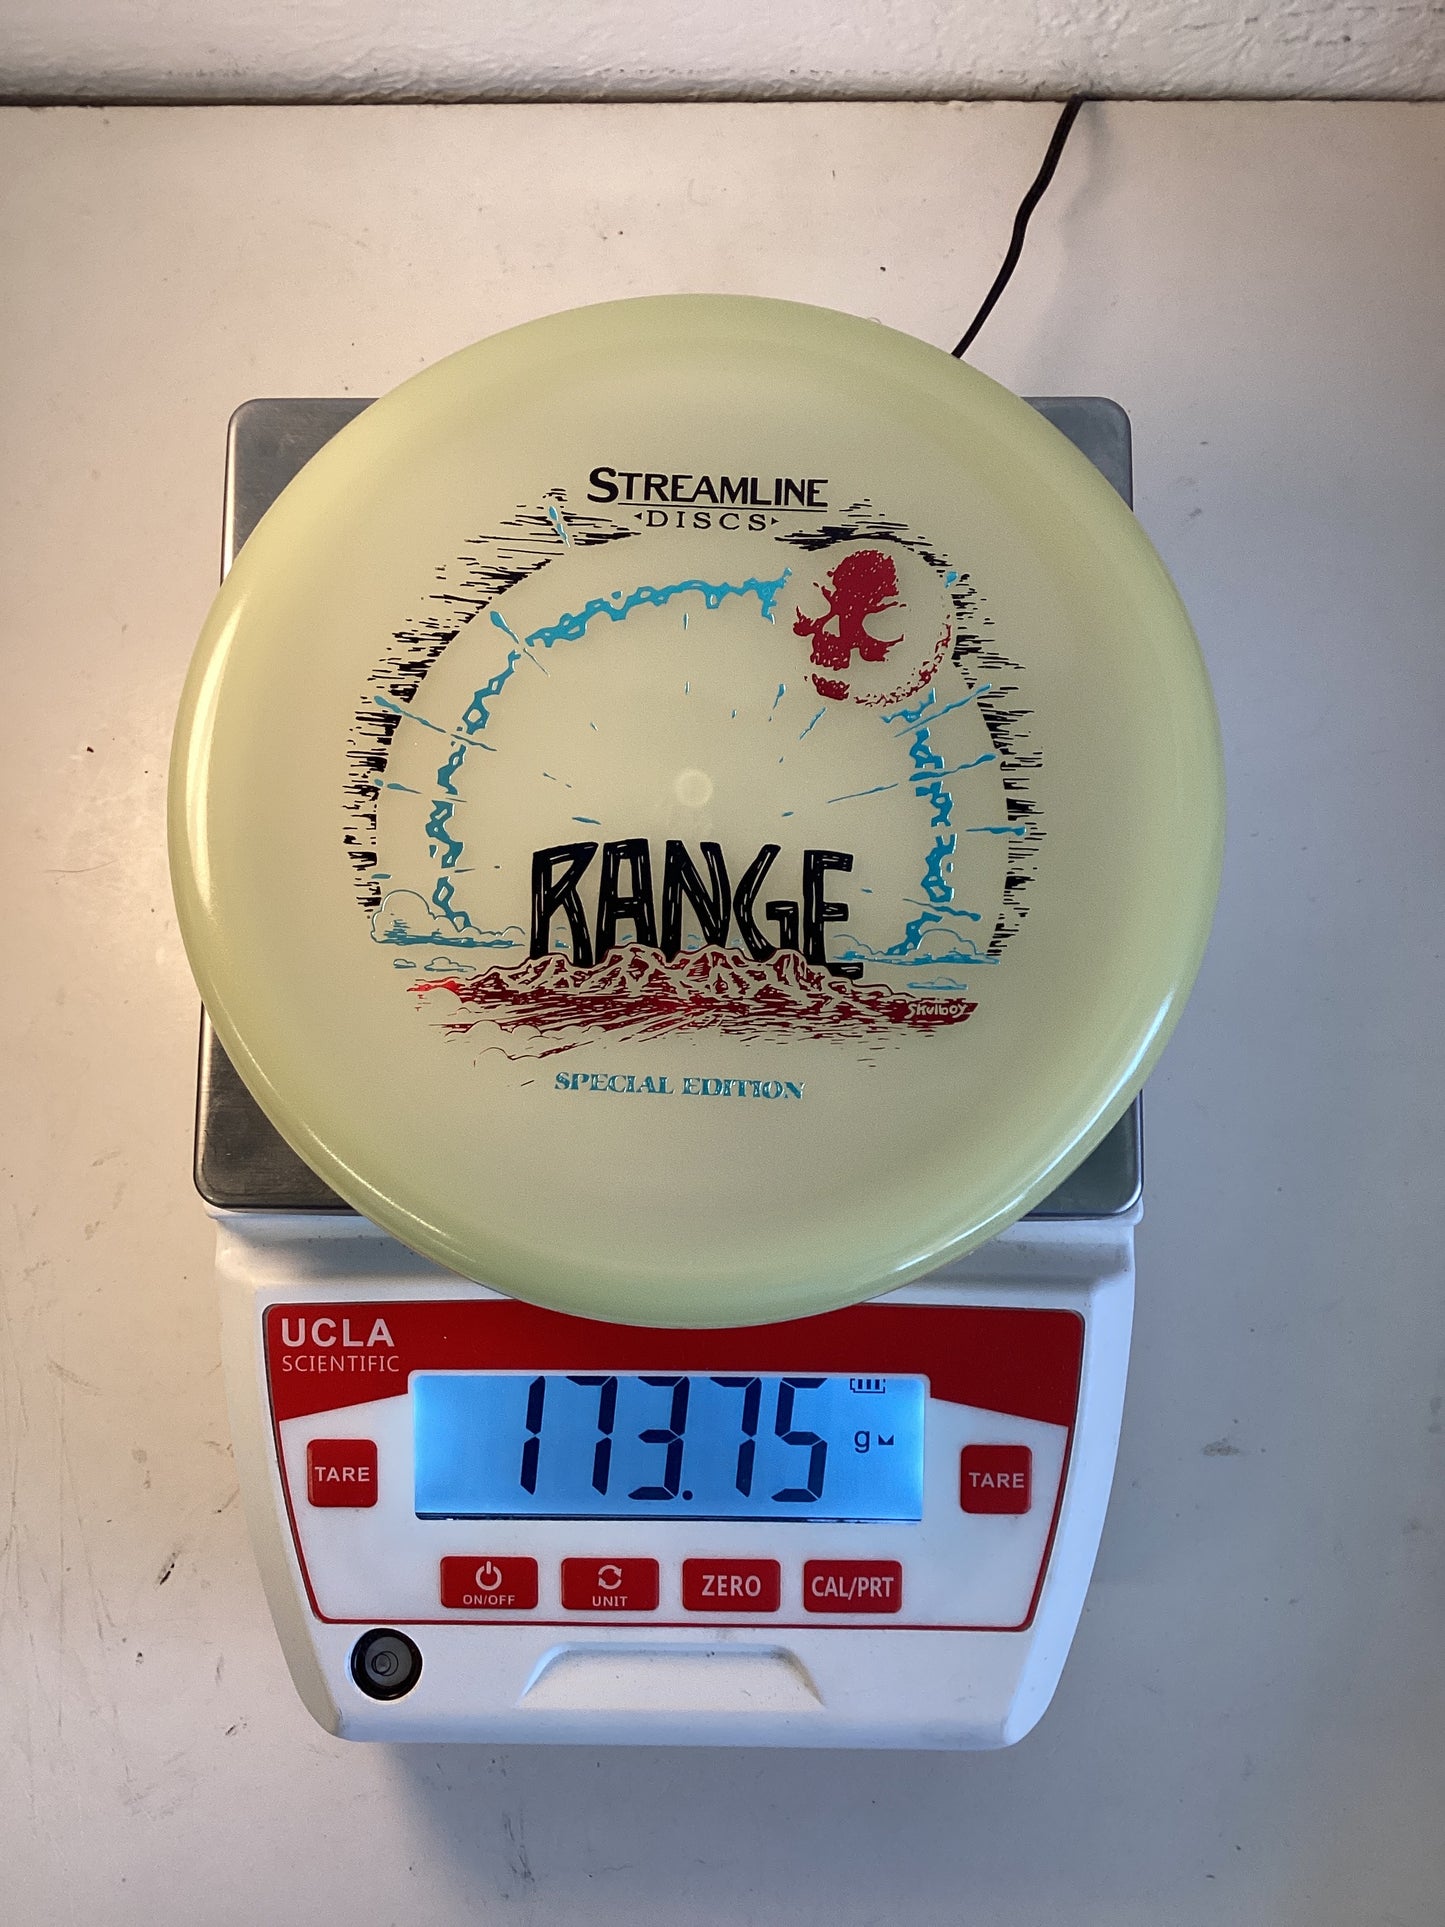 STREAMLINE
DISCS
RANGE
Skulboy
SPECIAL EDITION
UCLA
SCIENTIFIC
173.75 g
TARE
TARE
ON/OFF
UNIT
ZERO
CAL/PRT